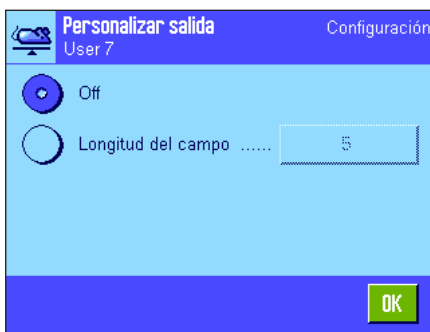 Personalizar salida Configuración
User 7
Off
Longitud del campo ...... 5
OK